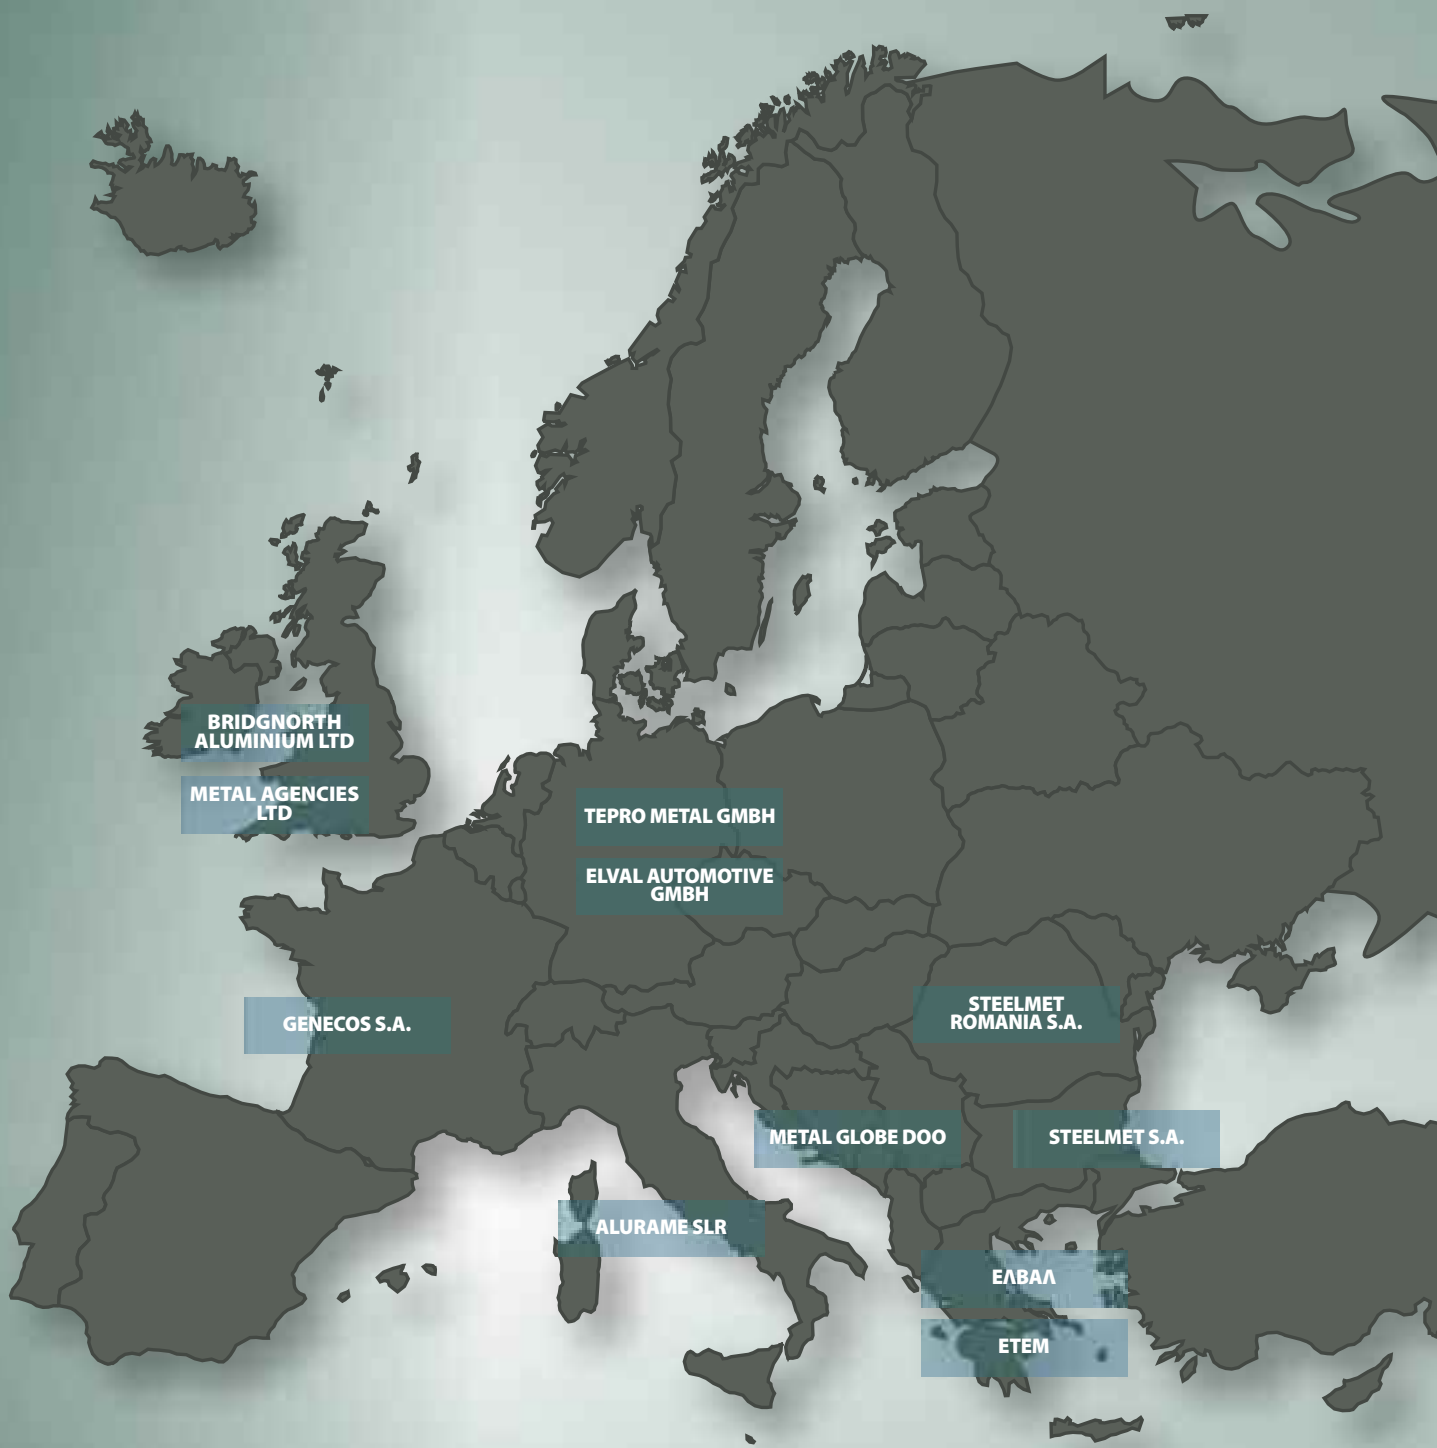 BRIDGNORTH
ALUMINIUM LTD
METAL AGENCIES
LTD
TEPRO METAL GMBH
ELVAL AUTOMOTIVE
GMBH
GENECOS S.A.
STEELMET
ROMANIA S.A.
METAL GLOBE DOO
STEELMET S.A.
ALURAME SLR
ΕΛΒΑΛ
ΕΤΕΜ